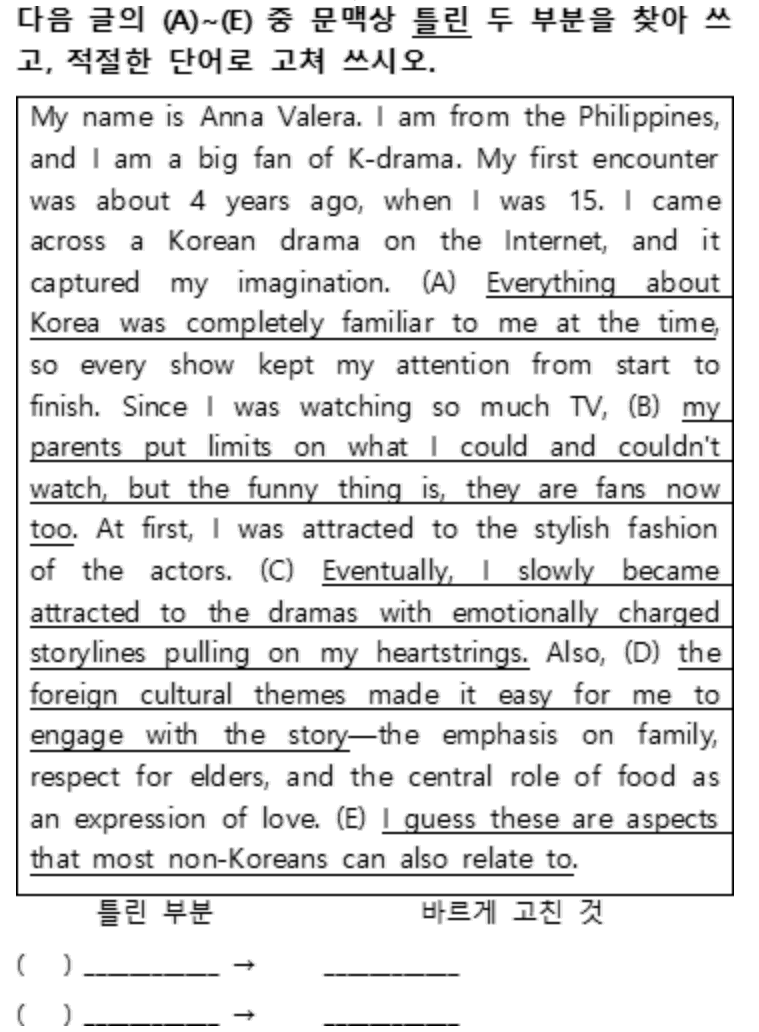 다음 글의 (A)~(E) 중 문맥상 틀린 두 부분을 찾아 쓰
고, 적절한 단어로 고쳐 쓰시오.
My name is Anna Valera. I am from the Philippines,
and I am a big fan of K-drama. My first encounter
was about 4 years ago, when I was 15. I came
across a Korean drama on the Internet, and it
captured my imagination. (A) Everything about
Korea was completely familiar to me at the time,
so every show kept my attention from start to
finish. Since I was watching so much TV, (B) my
parents put limits on what I could and couldn't
watch, but the funny thing is, they are fans now
too. At first, I was attracted to the stylish fashion
of the actors. (C) Eventually, I slowly became
attracted to the dramas with emotionally charged
storylines pulling on my heartstrings. Also, (D) the
foreign cultural themes made it easy for me to
engage with the story—the emphasis on family,
respect for elders, and the central role of food as
an expression of love. (E) I guess these are aspects
that most non-Koreans can also relate to.
틀린 부분 바르게 고친 것
( ) __________ → __________
( ) __________ → __________